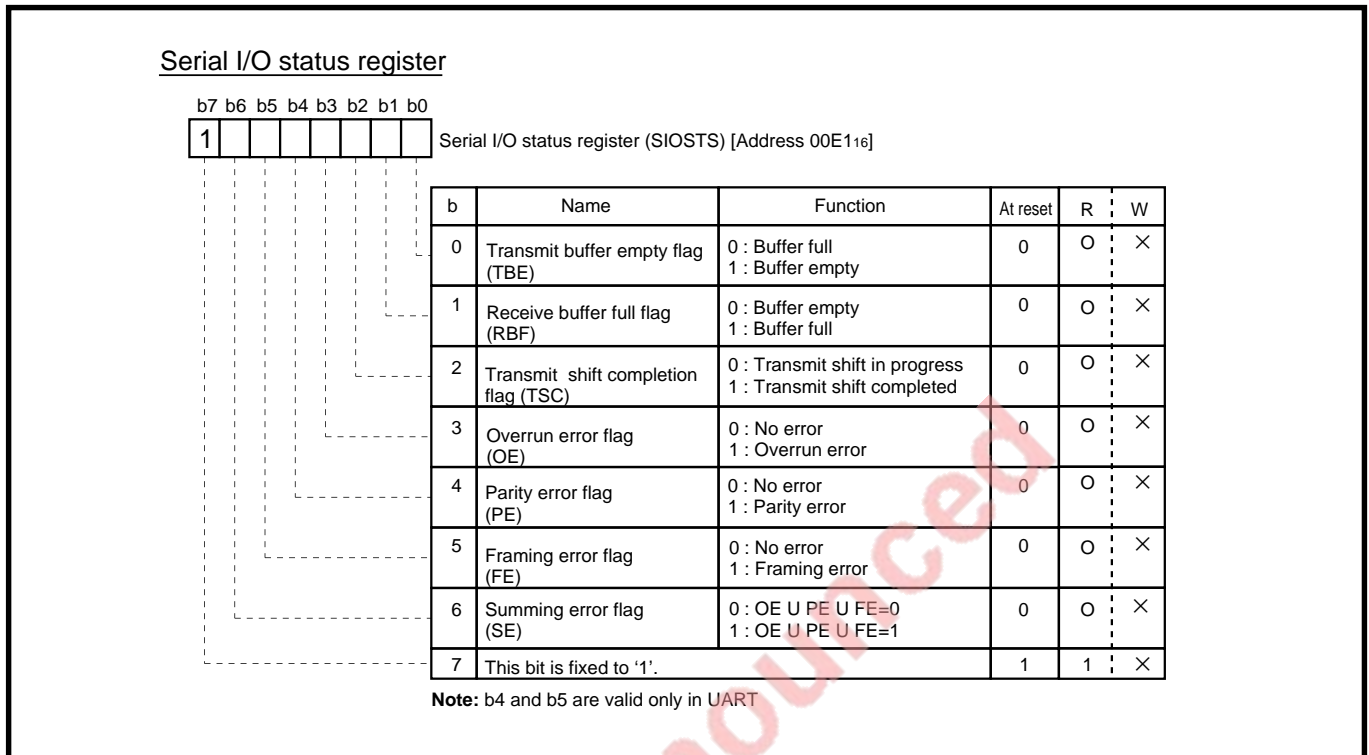 Serial I/O status register
b7 b6 b5 b4 b3 b2 b1 b0
1
Serial I/O status register (SIOSTS) [Address 00E1₁₆]
b Name Function At reset R W
0 Transmit buffer empty flag (TBE) 0 : Buffer full 1 : Buffer empty 0 O ×
1 Receive buffer full flag (RBF) 0 : Buffer empty 1 : Buffer full 0 O ×
2 Transmit shift completion flag (TSC) 0 : Transmit shift in progress 1 : Transmit shift completed 0 O ×
3 Overrun error flag (OE) 0 : No error 1 : Overrun error 0 O ×
4 Parity error flag (PE) 0 : No error 1 : Parity error 0 O ×
5 Framing error flag (FE) 0 : No error 1 : Framing error 0 O ×
6 Summing error flag (SE) 0 : OE U PE U FE=0 1 : OE U PE U FE=1 0 O ×
7 This bit is fixed to ‘1’. 1 1 ×
Note: b4 and b5 are valid only in UART